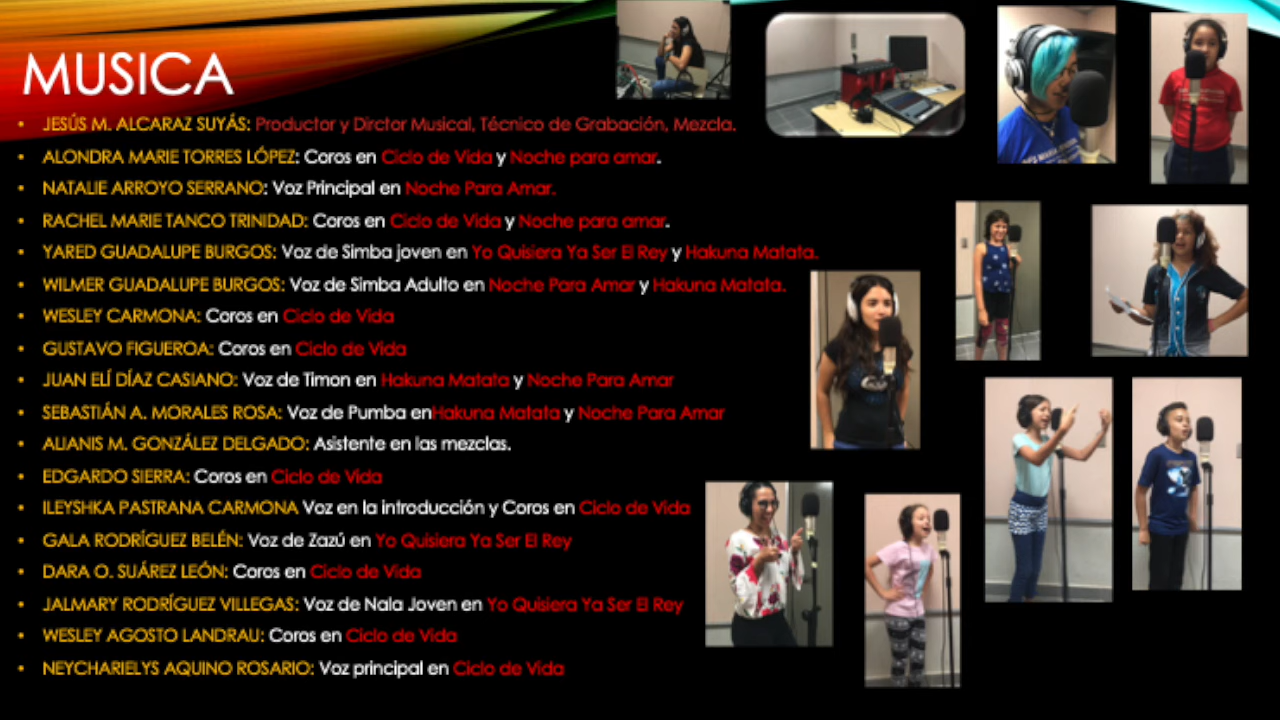 MUSICA
• JESÚS M. ALCARAZ SUYÁS: Productor y Dirctor Musical, Técnico de Grabación, Mezcla.
• ALONDRA MARIE TORRES LÓPEZ: Coros en Ciclo de Vida y Noche para amar.
• NATALIE ARROYO SERRANO: Voz Principal en Noche Para Amar.
• RACHEL MARIE TANCO TRINIDAD: Coros en Ciclo de Vida y Noche para amar.
• YARED GUADALUPE BURGOS: Voz de Simba joven en Yo Quisiera Ya Ser El Rey y Hakuna Matata.
• WILMER GUADALUPE BURGOS: Voz de Simba Adulto en Noche Para Amar y Hakuna Matata.
• WESLEY CARMONA: Coros en Ciclo de Vida
• GUSTAVO FIGUEROA: Coros en Ciclo de Vida
• JUAN ELÍ DÍAZ CASIANO: Voz de Timon en Hakuna Matata y Noche Para Amar
• SEBASTIÁN A. MORALES ROSA: Voz de Pumba enHakuna Matata y Noche Para Amar
• ALIANIS M. GONZÁLEZ DELGADO: Asistente en las mezclas.
• EDGARDO SIERRA: Coros en Ciclo de Vida
• ILEYSHKA PASTRANA CARMONA Voz en la introducción y Coros en Ciclo de Vida
• GALA RODRÍGUEZ BELÉN: Voz de Zazú en Yo Quisiera Ya Ser El Rey
• DARA O. SUÁREZ LEÓN: Coros en Ciclo de Vida
• JALMARY RODRÍGUEZ VILLEGAS: Voz de Nala Joven en Yo Quisiera Ya Ser El Rey
• WESLEY AGOSTO LANDRAU: Coros en Ciclo de Vida
• NEYCHARIELYS AQUINO ROSARIO: Voz principal en Ciclo de Vida